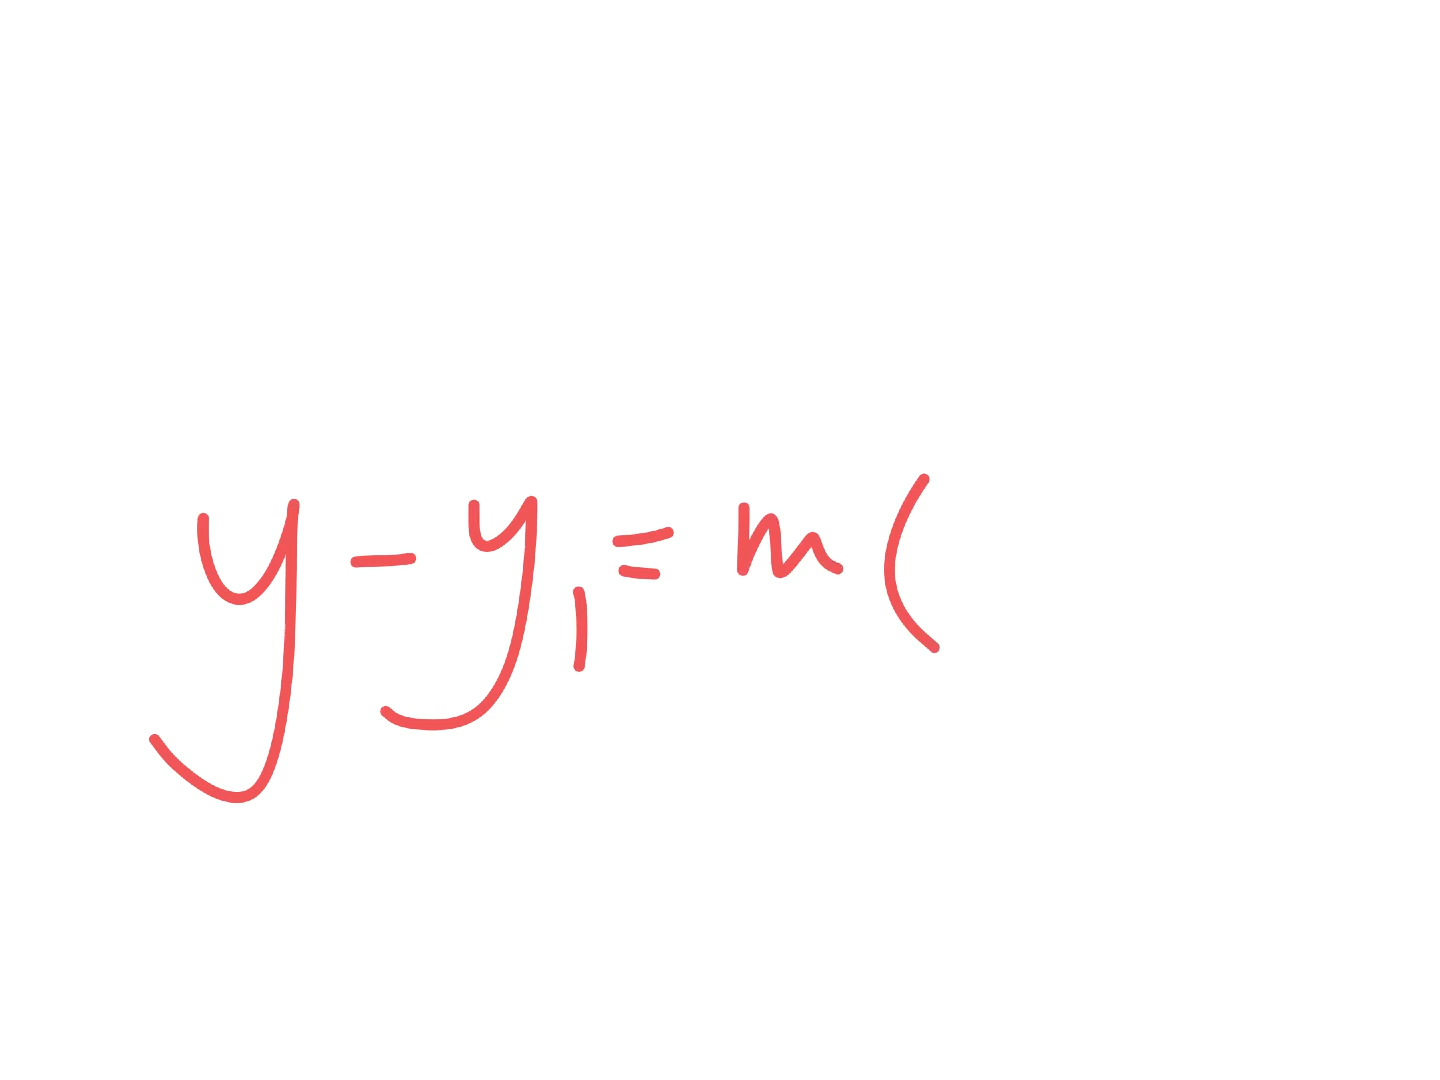 y - y₁ = m (